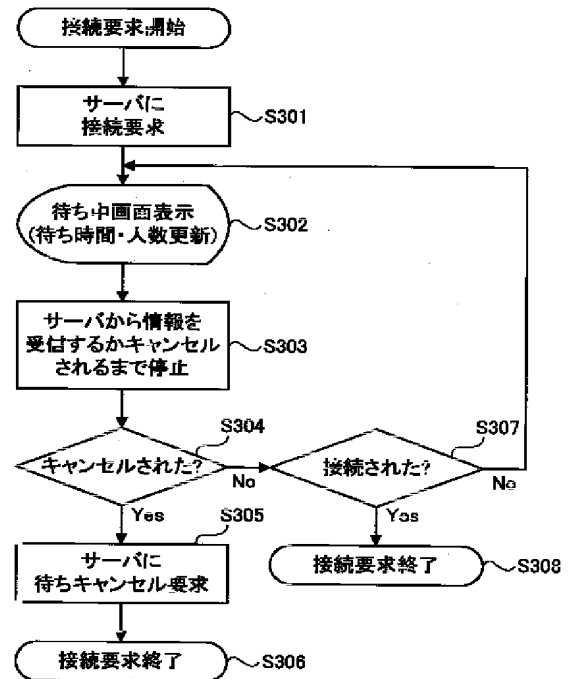 接続要求開始
サーバに
接続要求
S301
待ち中画面表示
(待ち時間・人数更新)
S302
サーバから情報を
受信するかキャンセル
されるまで停止
S303
キャンセルされた?
S304
No
Yes
接続された?
S307
No
Yes
サーバに
待ちキャンセル要求
S305
接続要求終了
S308
接続要求終了
S306